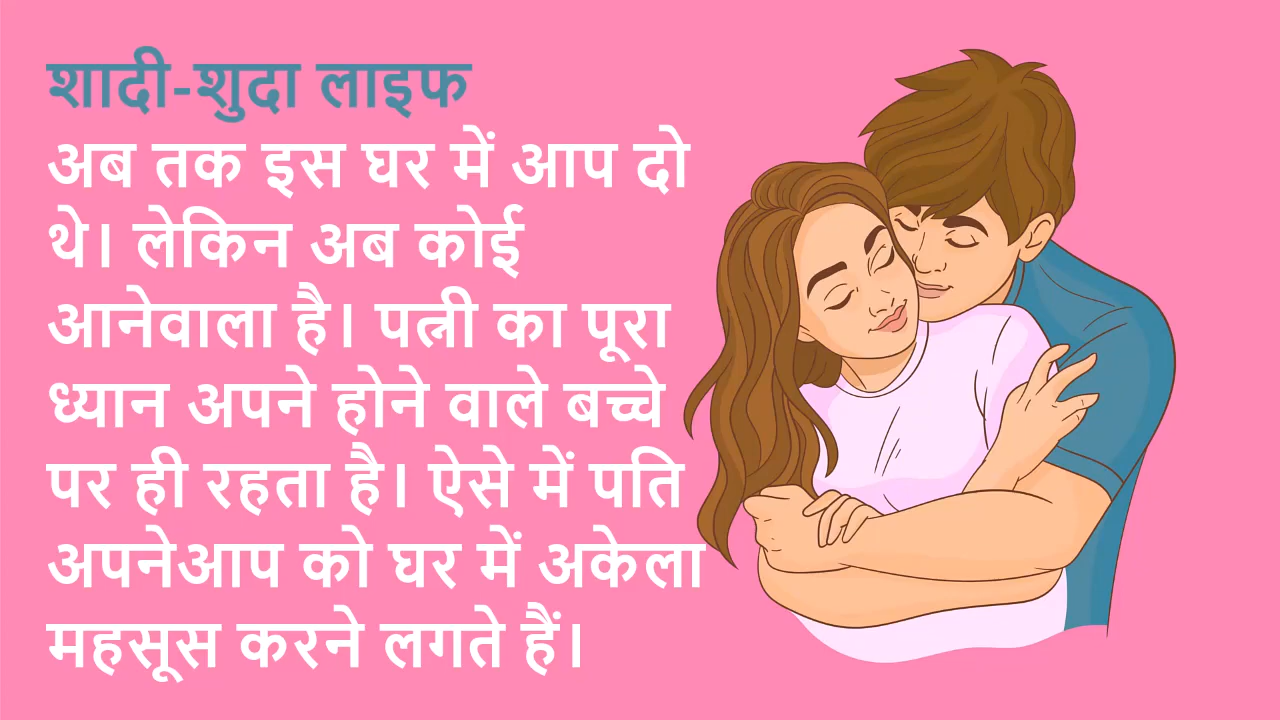 शादी-शुदा लाइफ
अब तक इस घर में आप दो
थे। लेकिन अब कोई
आनेवाला है। पत्नी का पूरा
ध्यान अपने होने वाले बच्चे
पर ही रहता है। ऐसे में पति
अपनेआप को घर में अकेला
महसूस करने लगते हैं।